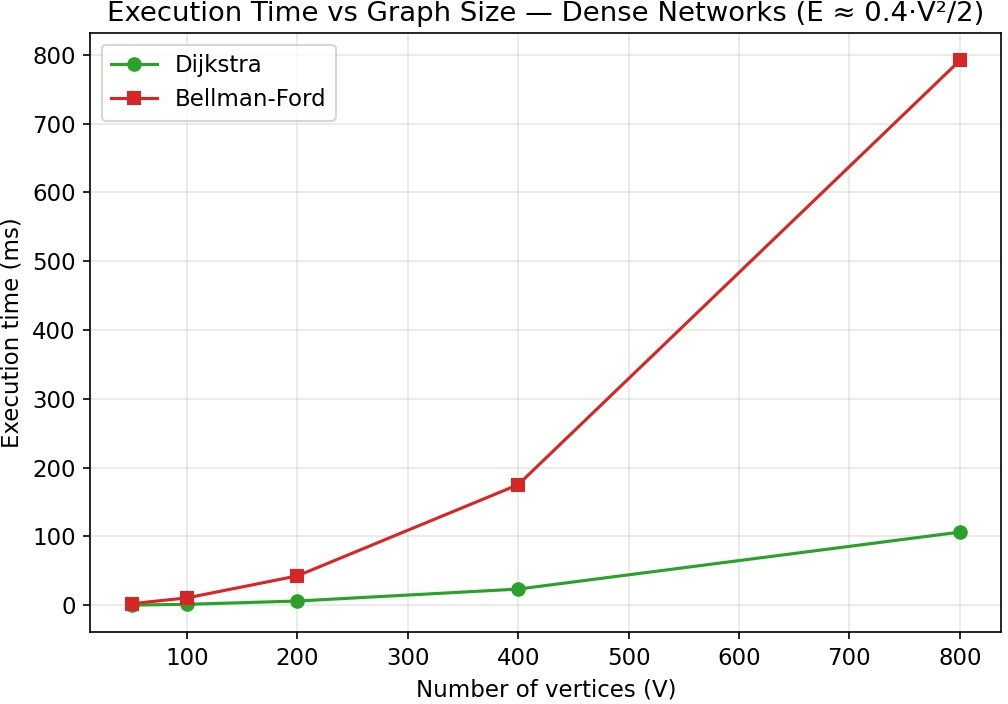 Execution Time vs Graph Size — Dense Networks (E ≈ 0.4·V²/2)
Dijkstra
Bellman-Ford
Execution time (ms)
800
700
600
500
400
300
200
100
0
100 200 300 400 500 600 700 800
Number of vertices (V)